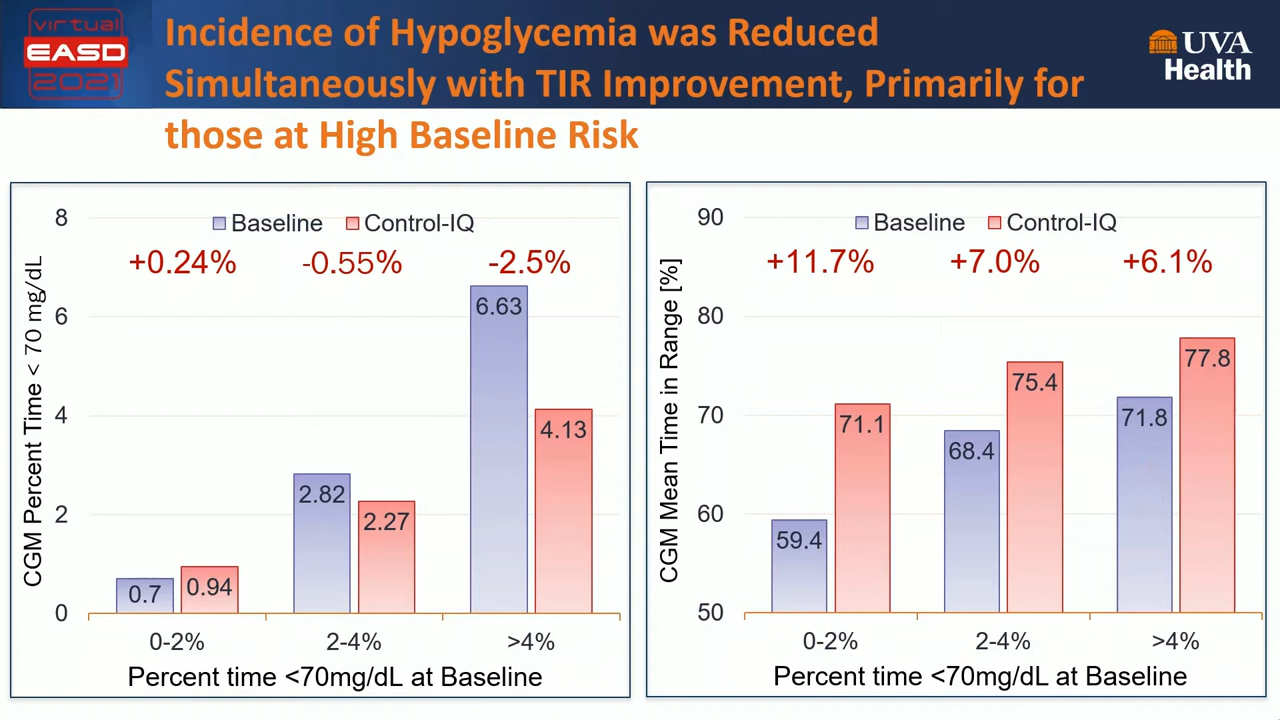 virtual
EASD
2021
Incidence of Hypoglycemia was Reduced
Simultaneously with TIR Improvement, Primarily for
those at High Baseline Risk
UVA
Health
Baseline
Control-IQ
+0.24%
-0.55%
-2.5%
CGM Percent Time < 70 mg/dL
8
6
4
2
0
0.7
0.94
2.82
2.27
6.63
4.13
0-2%
2-4%
>4%
Percent time <70mg/dL at Baseline
Baseline
Control-IQ
+11.7%
+7.0%
+6.1%
CGM Mean Time in Range [%]
90
80
70
60
50
59.4
71.1
68.4
75.4
71.8
77.8
0-2%
2-4%
>4%
Percent time <70mg/dL at Baseline